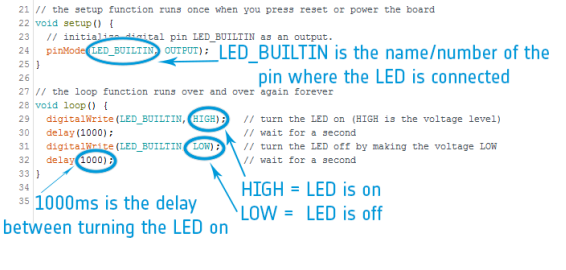 21 // the setup function runs once when you press reset or power the board
22 void setup() {
23 // initialize digital pin LED_BUILTIN as an output.
24 pinMode(LED_BUILTIN, OUTPUT);
LED_BUILTIN is the name/number of the
pin where the LED is connected
25 }
26
27 // the loop function runs over and over again forever
28 void loop() {
29 digitalWrite(LED_BUILTIN, HIGH); // turn the LED on (HIGH is the voltage level)
30 delay(1000); // wait for a second
31 digitalWrite(LED_BUILTIN, LOW); // turn the LED off by making the voltage LOW
32 delay(1000); // wait for a second
33 }
34
35
HIGH = LED is on
LOW = LED is off
1000ms is the delay
between turning the LED on